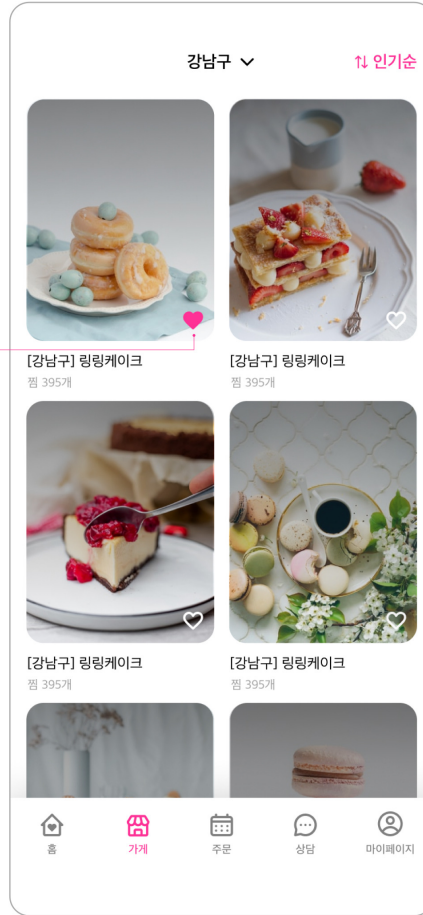 강남구
인기순
[강남구] 링링케이크
찜 395개
[강남구] 링링케이크
찜 395개
[강남구] 링링케이크
찜 395개
[강남구] 링링케이크
찜 395개
홈
가게
주문
상담
마이페이지